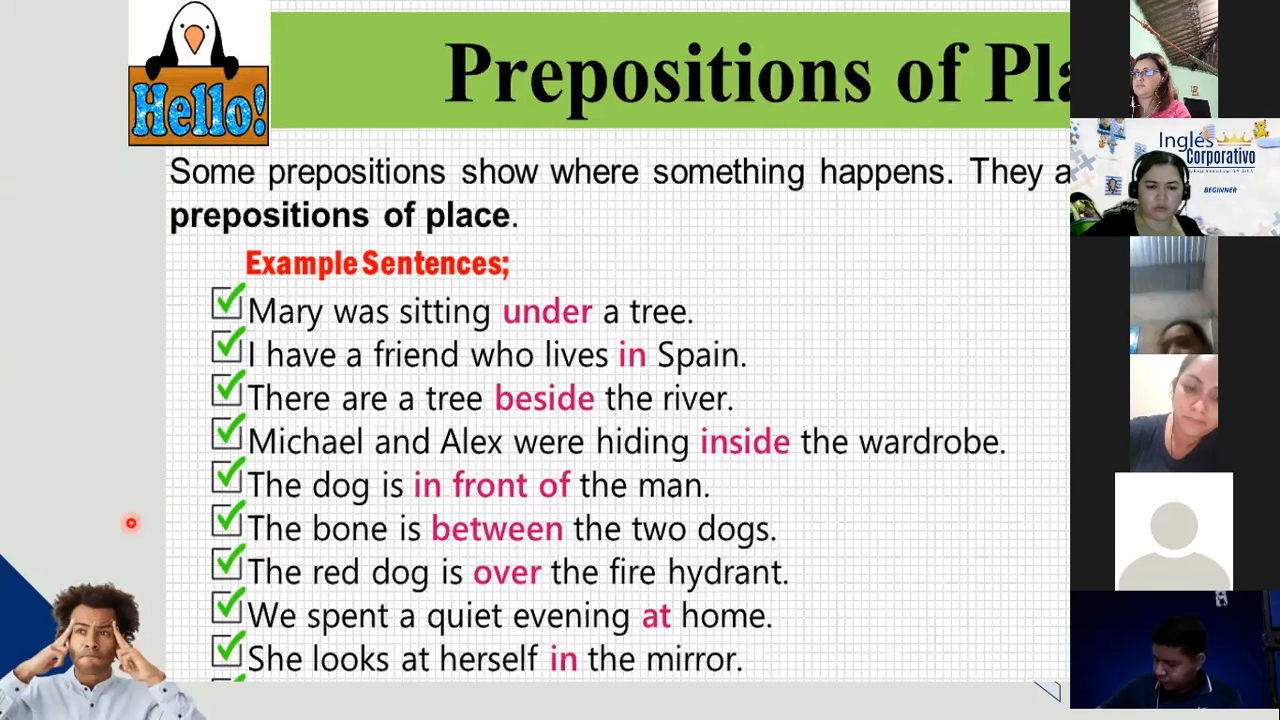 Hello!
Prepositions of Pla
Some prepositions show where something happens. They a
prepositions of place.
Example Sentences;
Mary was sitting under a tree.
I have a friend who lives in Spain.
There are a tree beside the river.
Michael and Alex were hiding inside the wardrobe.
The dog is in front of the man.
The bone is between the two dogs.
The red dog is over the fire hydrant.
We spent a quiet evening at home.
She looks at herself in the mirror.
Inglés
Corporativo
BEGINNER